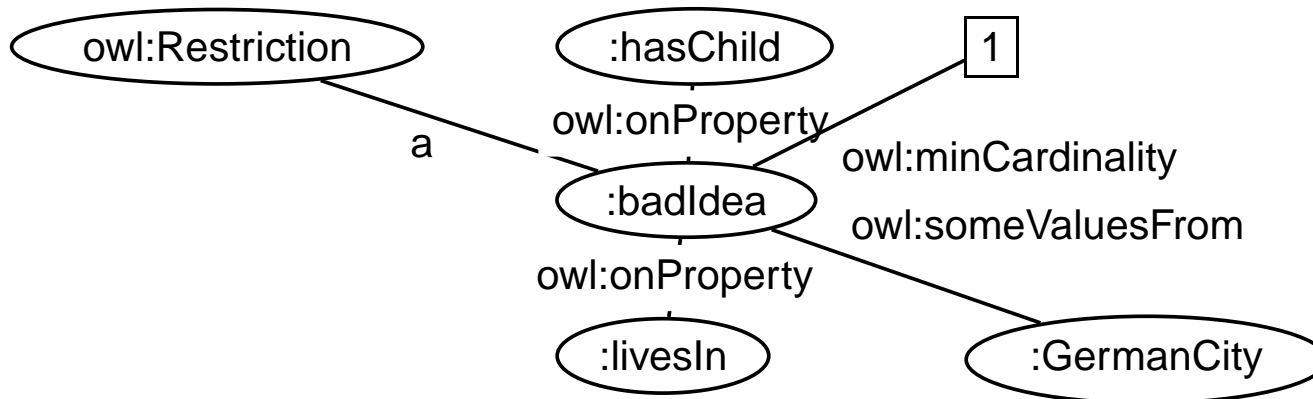 owl:Restriction
:hasChild
1
owl:onProperty
a
owl:minCardinality
:badIdea
owl:someValuesFrom
owl:onProperty
:livesIn
:GermanCity